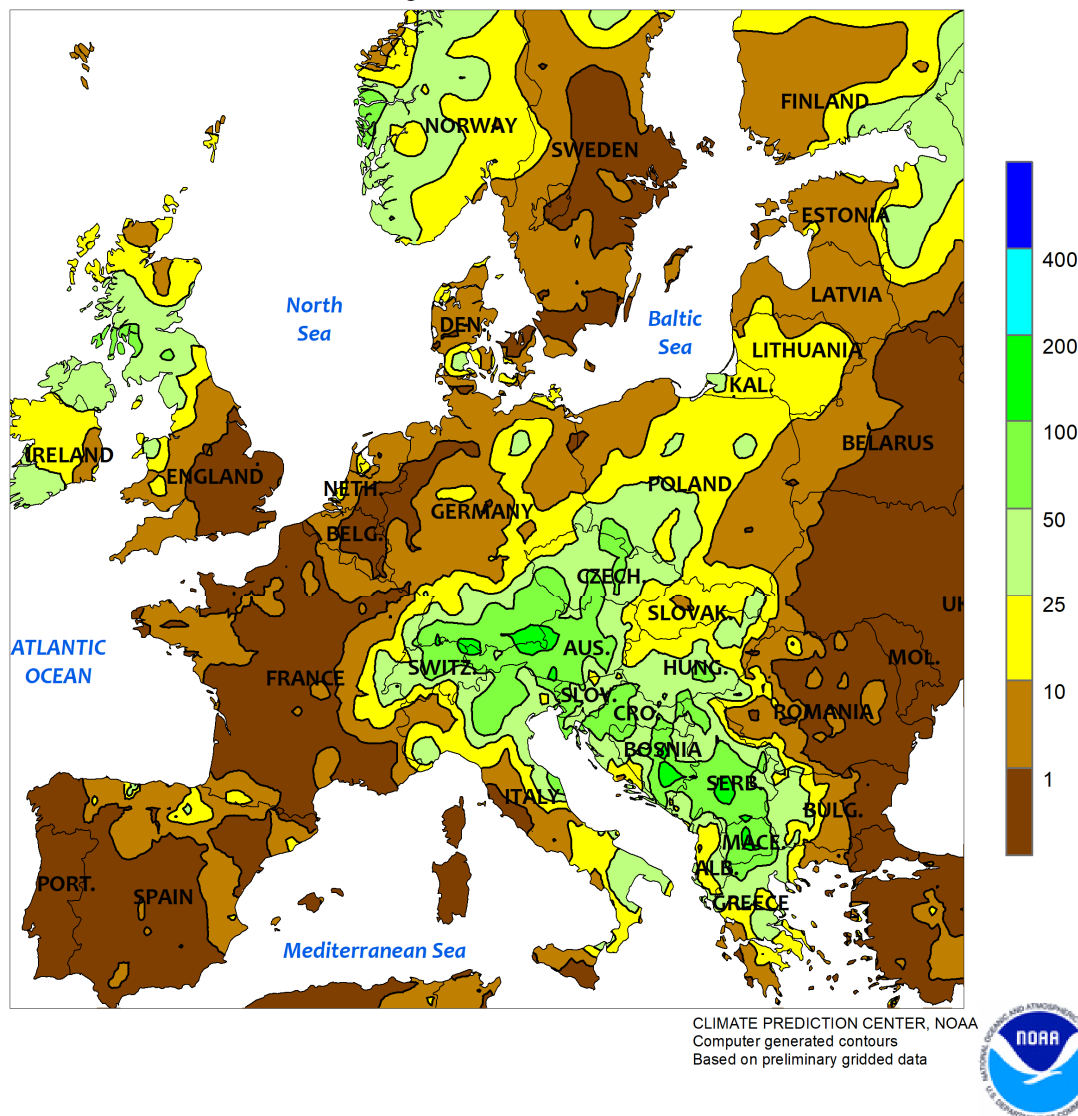 FINLAND
NORWAY
SWEDEN
ESTONIA
LATVIA
North
Sea
Baltic
Sea
DEN.
LITHUANIA
KAL.
IRELAND
ENGLAND
BELARUS
NETH.
POLAND
GERMANY
BELG.
CZECH.
SLOVAK.
UK
ATLANTIC
OCEAN
AUS.
MOL.
FRANCE
SWITZ.
HUNG.
SLOV.
CRO.
ROMANIA
BOSNIA
SERB.
ITALY
BULG.
MACE.
ALB.
PORT.
SPAIN
GREECE
Mediterranean Sea
400
200
100
50
25
10
1
CLIMATE PREDICTION CENTER, NOAA
Computer generated contours
Based on preliminary gridded data
NOAA